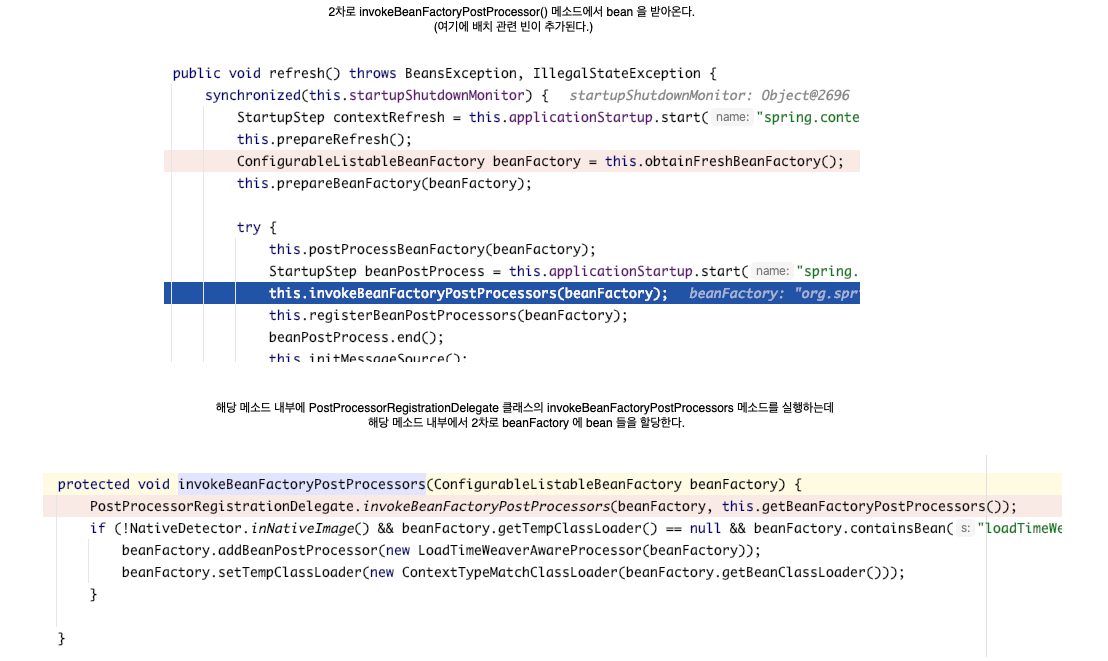 2차로 invokeBeanFactoryPostProcessor() 메소드에서 bean 을 받아온다.
(여기에 배치 관련 빈이 추가된다.)
public void refresh() throws BeansException, IllegalStateException {
synchronized(this.startupShutdownMonitor) { startupShutdownMonitor: Object@2696
StartupStep contextRefresh = this.applicationStartup.start( name: "spring.conte
this.prepareRefresh();
ConfigurableListableBeanFactory beanFactory = this.obtainFreshBeanFactory();
this.prepareBeanFactory(beanFactory);
try {
this.postProcessBeanFactory(beanFactory);
StartupStep beanPostProcess = this.applicationStartup.start( name: "spring.
this.invokeBeanFactoryPostProcessors(beanFactory); beanFactory: "org.spr
this.registerBeanPostProcessors(beanFactory);
beanPostProcess.end();
this.initMessageSource();
해당 메소드 내부에 PostProcessorRegistrationDelegate 클래스의 invokeBeanFactoryPostProcessors 메소드를 실행하는데
해당 메소드 내부에서 2차로 beanFactory 에 bean 들을 할당한다.
protected void invokeBeanFactoryPostProcessors(ConfigurableListableBeanFactory beanFactory) {
PostProcessorRegistrationDelegate.invokeBeanFactoryPostProcessors(beanFactory, this.getBeanFactoryPostProcessors());
if (!NativeDetector.inNativeImage() && beanFactory.getTempClassLoader() == null && beanFactory.containsBean( s: "loadTimeWe
beanFactory.addBeanPostProcessor(new LoadTimeWeaverAwareProcessor(beanFactory));
beanFactory.setTempClassLoader(new ContextTypeMatchClassLoader(beanFactory.getBeanClassLoader()));
}
}